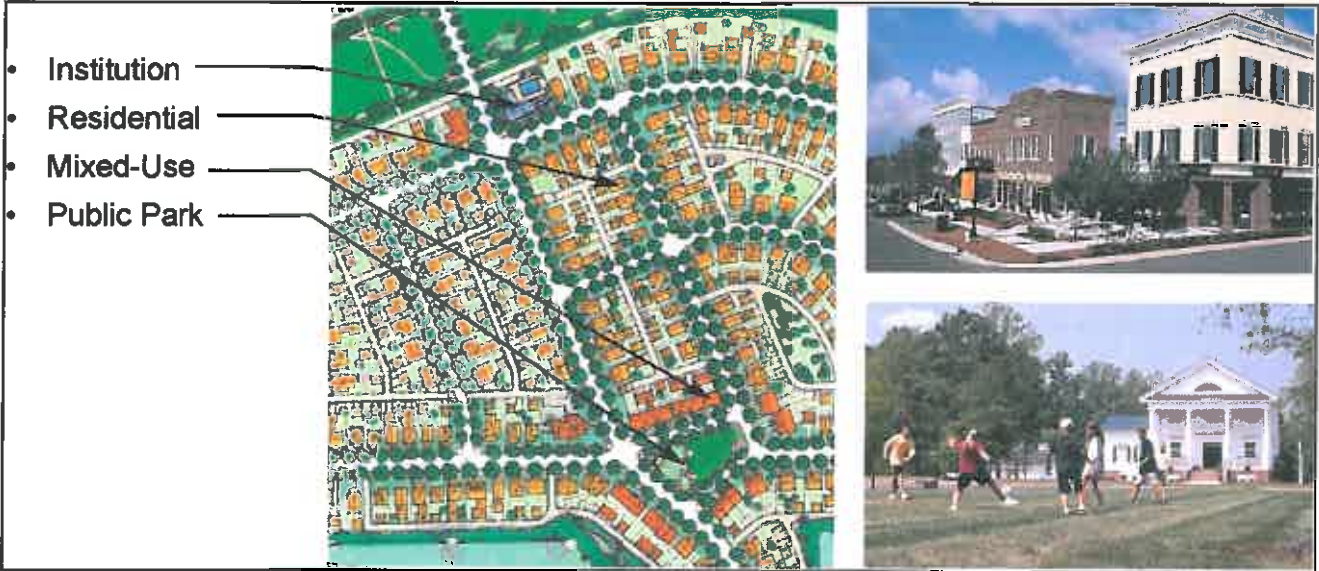 • Institution
• Residential
• Mixed-Use
• Public Park